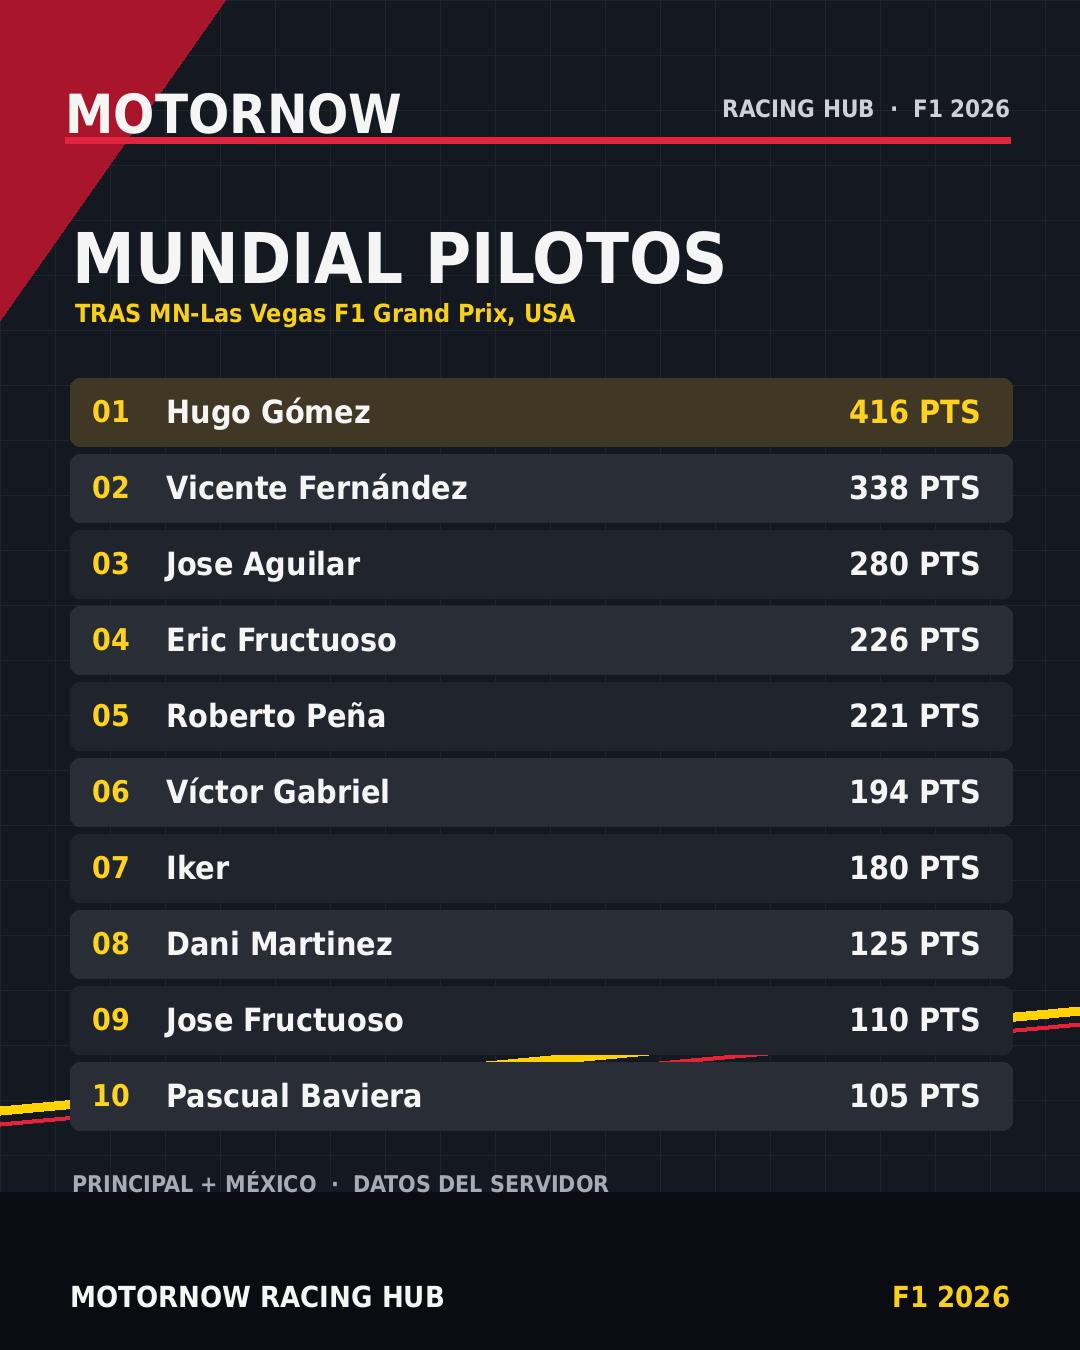 MOTORNOW
RACING HUB · F1 2026
MUNDIAL PILOTOS
TRAS MN-Las Vegas F1 Grand Prix, USA
01 Hugo Gómez 416 PTS
02 Vicente Fernández 338 PTS
03 Jose Aguilar 280 PTS
04 Eric Fructuoso 226 PTS
05 Roberto Peña 221 PTS
06 Víctor Gabriel 194 PTS
07 Iker 180 PTS
08 Dani Martinez 125 PTS
09 Jose Fructuoso 110 PTS
10 Pascual Baviera 105 PTS
PRINCIPAL + MÉXICO · DATOS DEL SERVIDOR
MOTORNOW RACING HUB F1 2026